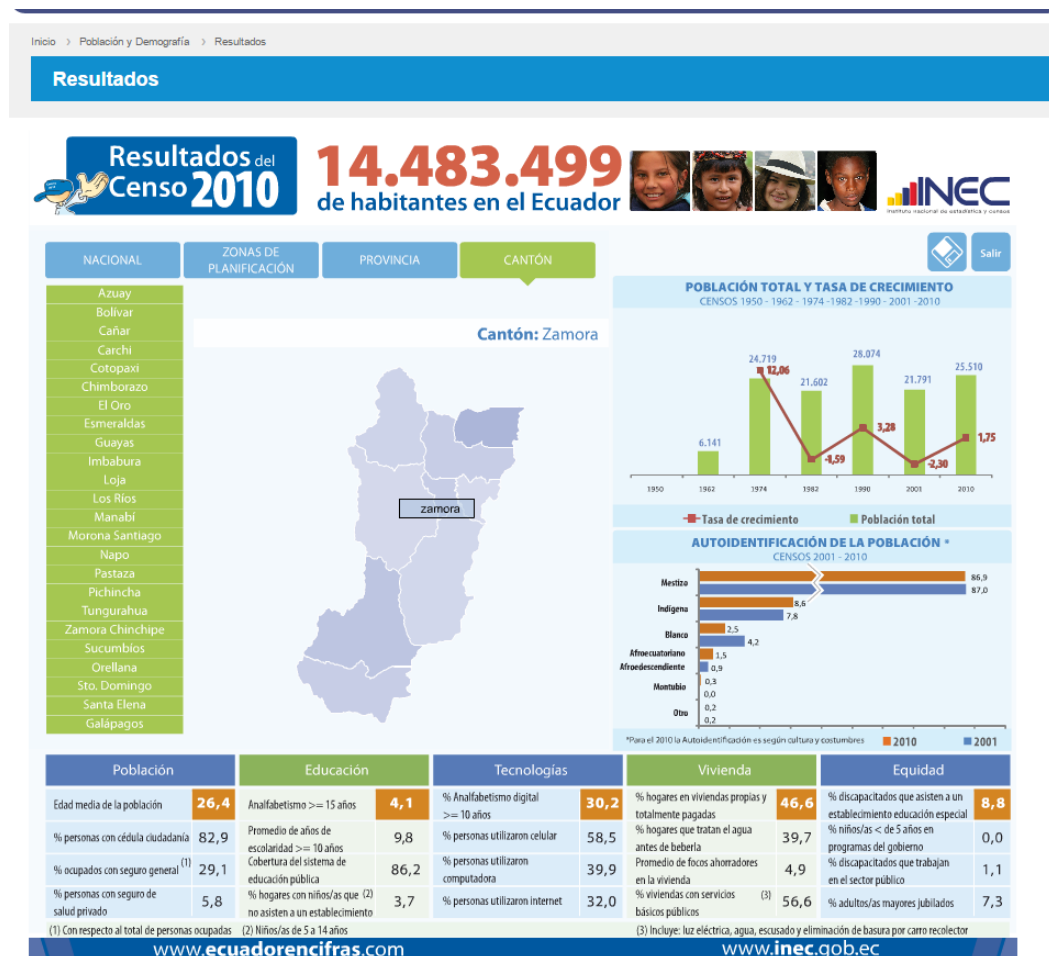 Inicio > Población y Demografía > Resultados
Resultados
Resultados del
Censo 2010
14.483.499
de habitantes en el Ecuador
INEC
instituto nacional de estadística y censos
NACIONAL
ZONAS DE
PLANIFICACIÓN
PROVINCIA
CANTÓN
Salir
Azuay
Bolívar
Cañar
Carchi
Cotopaxi
Chimborazo
El Oro
Esmeraldas
Guayas
Imbabura
Loja
Los Ríos
Manabí
Morona Santiago
Napo
Pastaza
Pichincha
Tungurahua
Zamora Chinchipe
Sucumbíos
Orellana
Sto. Domingo
Santa Elena
Galápagos
Cantón: Zamora
zamora
POBLACIÓN TOTAL Y TASA DE CRECIMIENTO
CENSOS 1950 - 1962 - 1974 -1982 -1990 - 2001 -2010
6.141
24.719
12,06
21.602
-1,59
28.074
3,28
21.791
-2,30
25.510
1,75
1950 1962 1974 1982 1990 2001 2010
Tasa de crecimiento Población total
AUTOIDENTIFICACIÓN DE LA POBLACIÓN *
CENSOS 2001 - 2010
Mestizo 86,9
87,0
Indígena 8,6
7,8
Blanco 2,5
4,2
Afroecuatoriano 1,5
Afrodescendiente 0,9
Montubio 0,3
0,0
Otro 0,2
0,2
*Para el 2010 la Autoidentificación es según cultura y costumbres 2010 2001
Población
Edad media de la población 26,4
% personas con cédula ciudadanía 82,9
% ocupados con seguro general (1) 29,1
% personas con seguro de
salud privado 5,8
Educación
Analfabetismo >= 15 años 4,1
Promedio de años de
escolaridad >= 10 años 9,8
Cobertura del sistema de
educación pública 86,2
% hogares con niños/as que (2)
no asisten a un establecimiento 3,7
Tecnologías
% Analfabetismo digital
>= 10 años 30,2
% personas utilizaron celular 58,5
% personas utilizaron
computadora 39,9
% personas utilizaron internet 32,0
Vivienda
% hogares en viviendas propias y
totalmente pagadas 46,6
% hogares que tratan el agua
antes de beberla 39,7
Promedio de focos ahorradores
en la vivienda 4,9
% viviendas con servicios (3)
básicos públicos 56,6
Equidad
% discapacitados que asisten a un
establecimiento educación especial 8,8
% niños/as < de 5 años en
programas del gobierno 0,0
% discapacitados que trabajan
en el sector público 1,1
% adultos/as mayores jubilados 7,3
(1) Con respecto al total de personas ocupadas (2) Niños/as de 5 a 14 años
(3) Incluye: luz eléctrica, agua, escusado y eliminación de basura por carro recolector
www.ecuadorencifras.com
www.inec.gob.ec